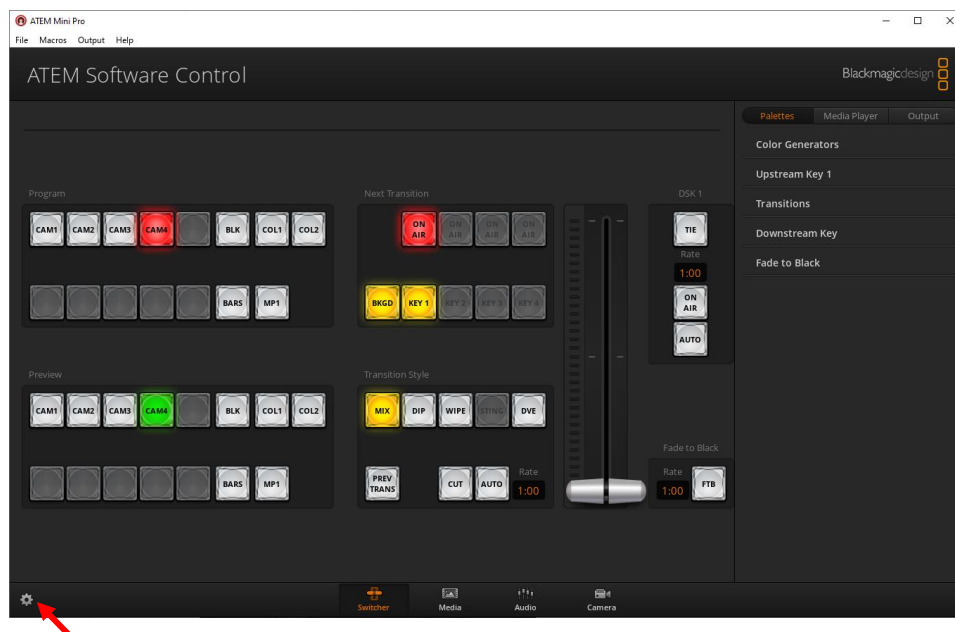 ATEM Mini Pro
File Macros Output Help
ATEM Software Control
Blackmagicdesign
Palettes Media Player Output
Color Generators
Upstream Key 1
Transitions
Downstream Key
Fade to Black
Program
CAM1 CAM2 CAM3 CAM4 BLK COL1 COL2
BARS MP1
Next Transition
ON AIR ON AIR ON AIR ON AIR
BKGD KEY 1 KEY 2 KEY 3 KEY 4
DSK 1
TIE
Rate
1:00
ON AIR
AUTO
Preview
CAM1 CAM2 CAM3 CAM4 BLK COL1 COL2
BARS MP1
Transition Style
MIX DIP WIPE STING DVE
PREV TRANS CUT AUTO
Rate
1:00
Fade to Black
Rate
1:00
FTB
Switcher Media Audio Camera